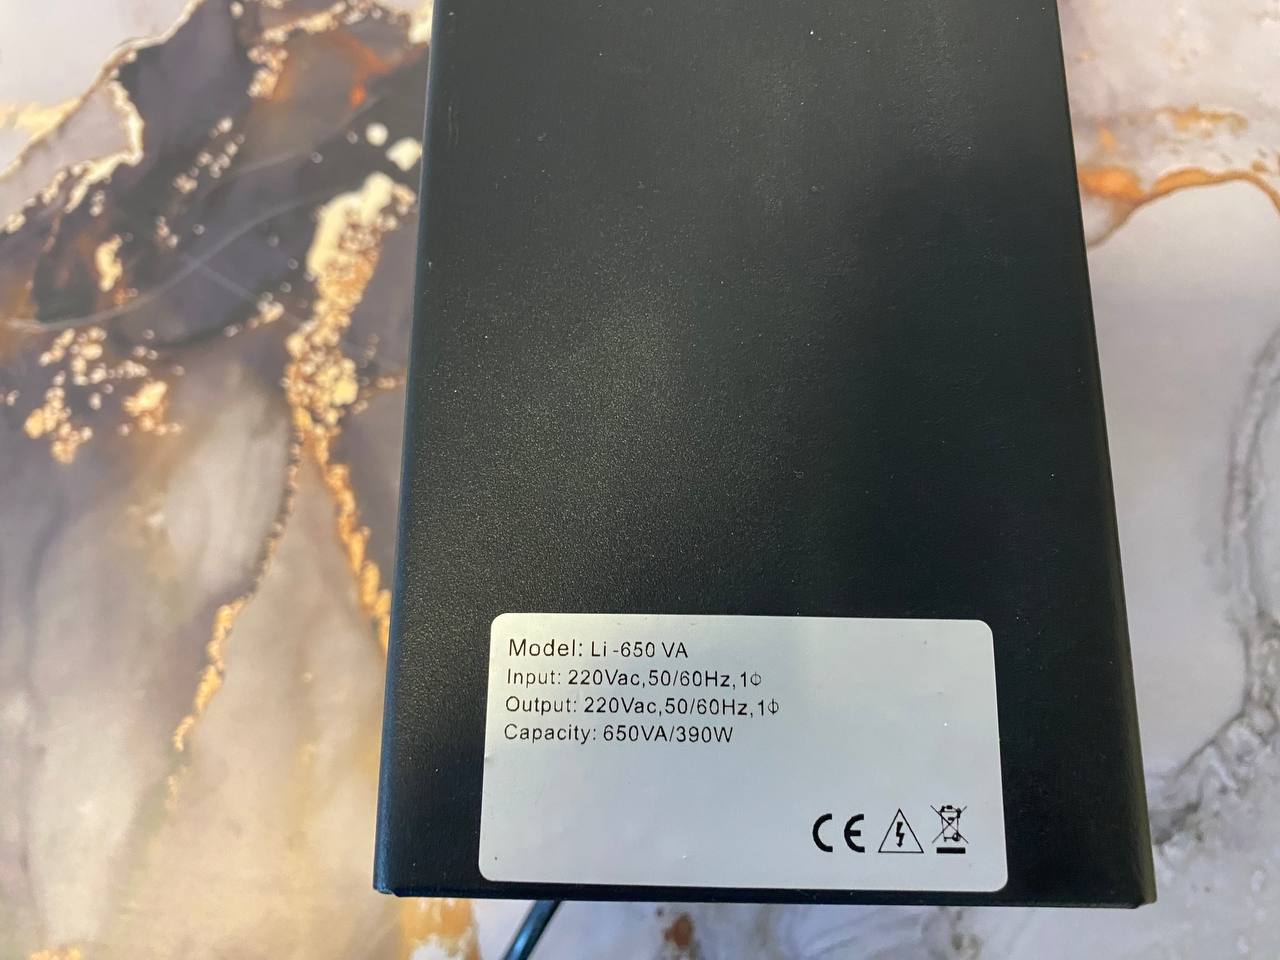 Model: Li -650 VA
Input: 220Vac,50/60Hz,1Φ
Output: 220Vac,50/60Hz,1Φ
Capacity: 650VA/390W
CE